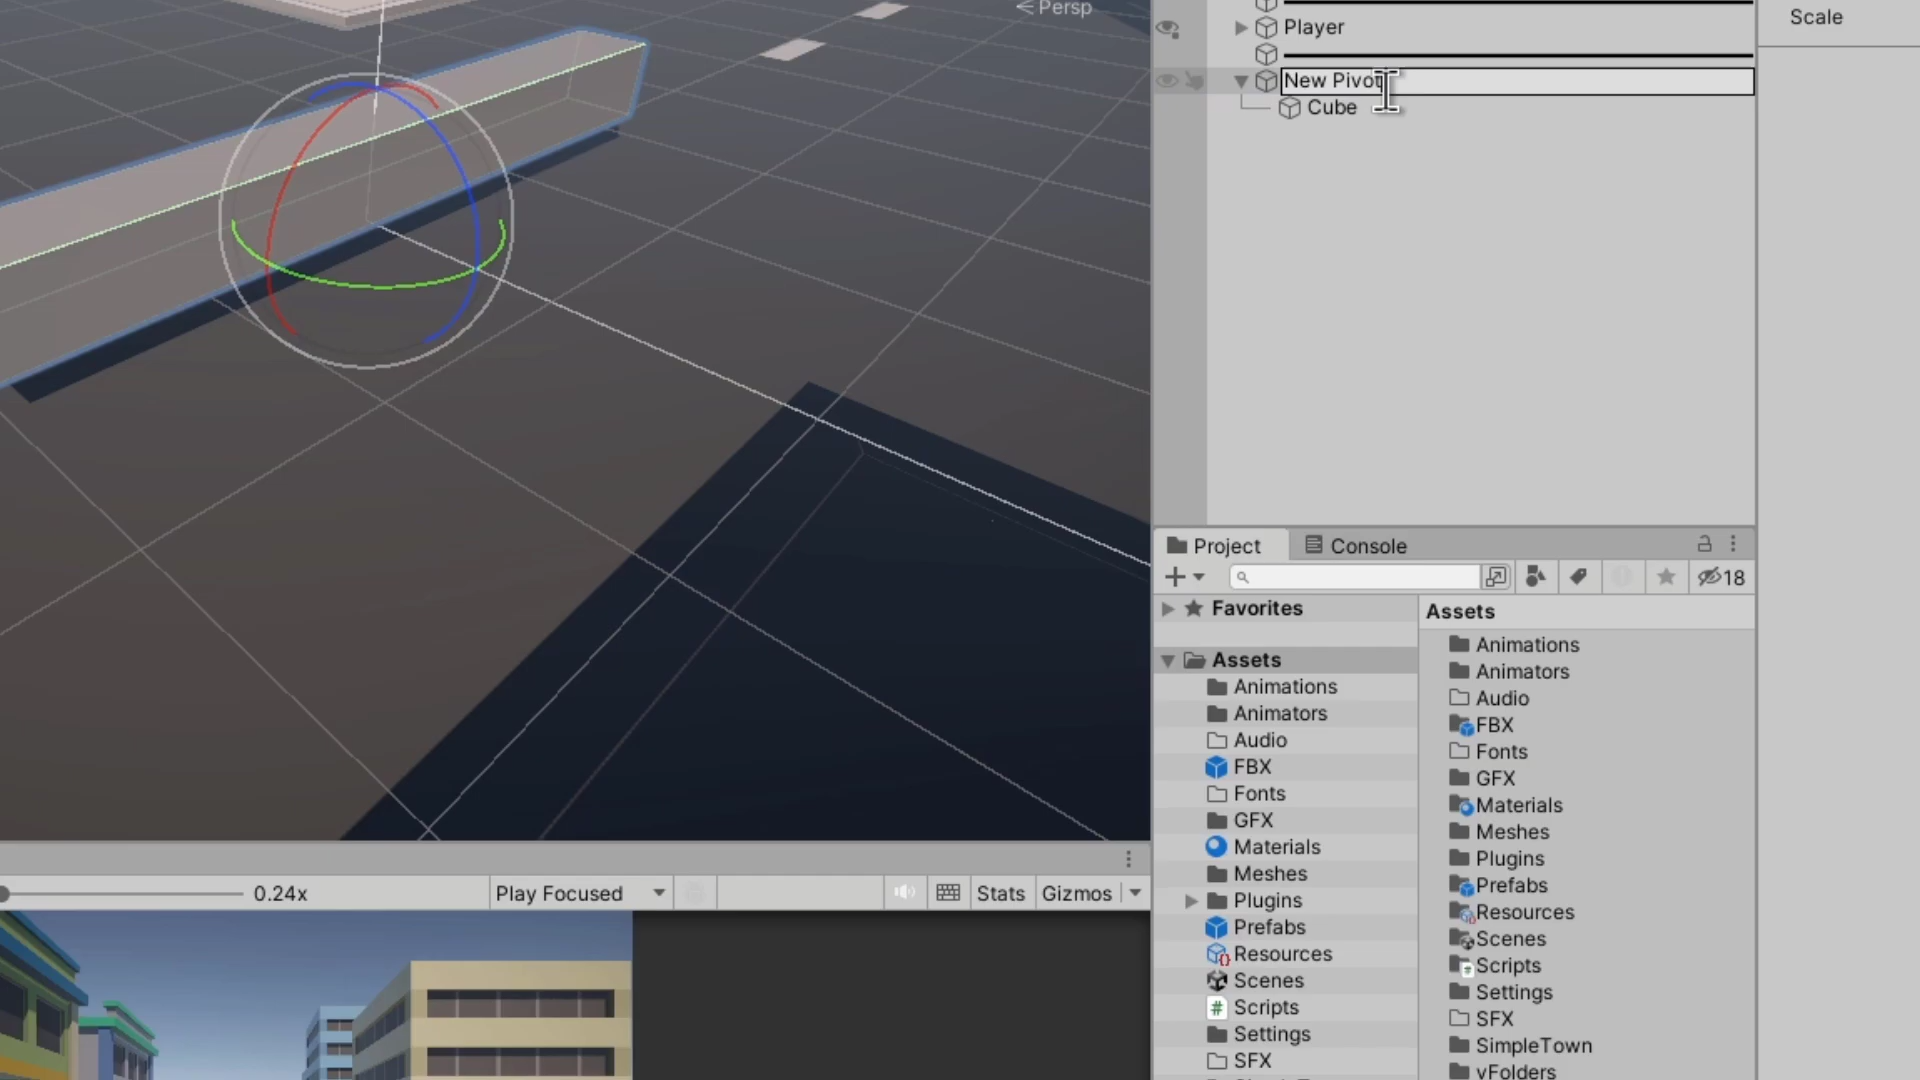 Persp
Scale
Player
New Pivot
Cube
Project
Console
18
Favorites
Assets
Animations
Animators
Audio
FBX
Fonts
GFX
Materials
Meshes
Plugins
Prefabs
Resources
Scenes
Scripts
Settings
SFX
Assets
Animations
Animators
Audio
FBX
Fonts
GFX
Materials
Meshes
Plugins
Prefabs
Resources
Scenes
Scripts
Settings
SFX
SimpleTown
vFolders
0.24x
Play Focused
Stats
Gizmos